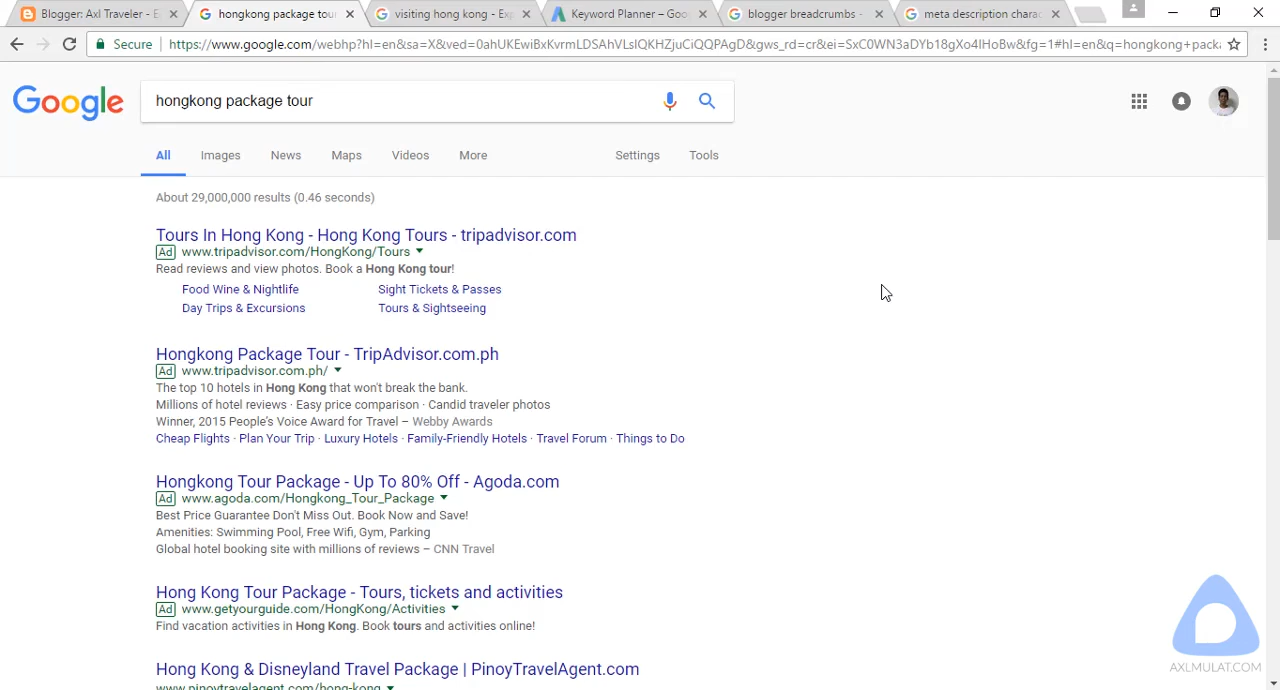 Blogger: Axl Traveler - E
hongkong package tou
visiting hong kong - Exp
Keyword Planner – Goo
blogger breadcrumbs -
meta description charac
Secure
https://www.google.com/webhp?hl=en&sa=X&ved=0ahUKEwiBxKvrmLDSAhVLsIQKHZjuCiQQPAgD&gws_rd=cr&ei=SxC0WN3aDYb18gXo4IHoBw&fg=1#hl=en&q=hongkong+packa
Google
hongkong package tour
All Images News Maps Videos More Settings Tools
About 29,000,000 results (0.46 seconds)
Tours In Hong Kong - Hong Kong Tours - tripadvisor.com
Ad www.tripadvisor.com/HongKong/Tours
Read reviews and view photos. Book a Hong Kong tour!
Food Wine & Nightlife Sight Tickets & Passes
Day Trips & Excursions Tours & Sightseeing
Hongkong Package Tour - TripAdvisor.com.ph
Ad www.tripadvisor.com.ph/
The top 10 hotels in Hong Kong that won't break the bank.
Millions of hotel reviews · Easy price comparison · Candid traveler photos
Winner, 2015 People's Voice Award for Travel – Webby Awards
Cheap Flights · Plan Your Trip · Luxury Hotels · Family-Friendly Hotels · Travel Forum · Things to Do
Hongkong Tour Package - Up To 80% Off - Agoda.com
Ad www.agoda.com/Hongkong_Tour_Package
Best Price Guarantee Don't Miss Out. Book Now and Save!
Amenities: Swimming Pool, Free Wifi, Gym, Parking
Global hotel booking site with millions of reviews – CNN Travel
Hong Kong Tour Package - Tours, tickets and activities
Ad www.getyourguide.com/HongKong/Activities
Find vacation activities in Hong Kong. Book tours and activities online!
Hong Kong & Disneyland Travel Package | PinoyTravelAgent.com
www.pinoytravelagent.com/hong-kong
AXLMULAT.COM